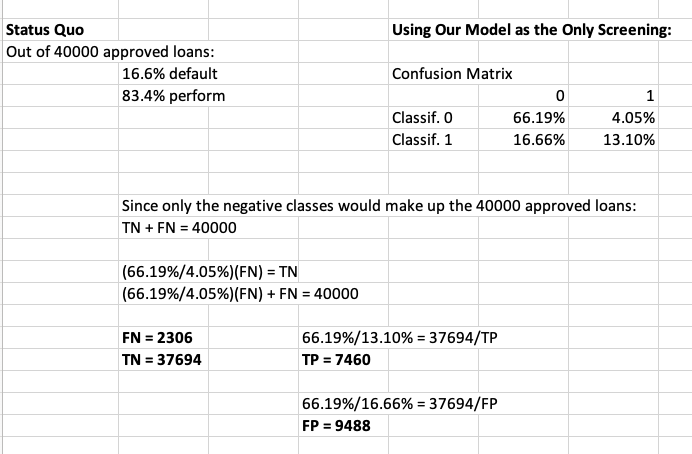 Status Quo Using Our Model as the Only Screening:
Out of 40000 approved loans:
16.6% default Confusion Matrix
83.4% perform 0 1
Classif. 0 66.19% 4.05%
Classif. 1 16.66% 13.10%
Since only the negative classes would make up the 40000 approved loans:
TN + FN = 40000
(66.19%/4.05%)(FN) = TN
(66.19%/4.05%)(FN) + FN = 40000
FN = 2306 66.19%/13.10% = 37694/TP
TN = 37694 TP = 7460
66.19%/16.66% = 37694/FP
FP = 9488